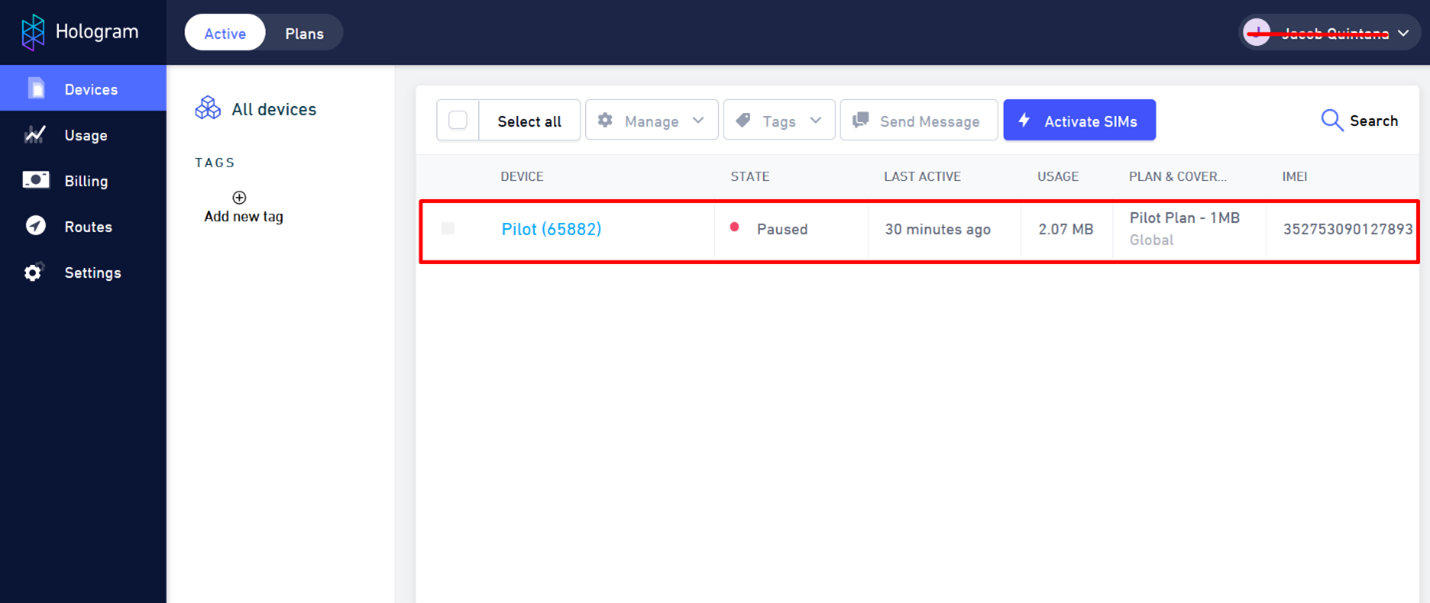 Hologram
Active Plans
Jacob Quintana
Devices
Usage
Billing
Routes
Settings
All devices
TAGS
Add new tag
Select all Manage Tags Send Message Activate SIMs Search
DEVICE STATE LAST ACTIVE USAGE PLAN & COVER... IMEI
Pilot (65882) Paused 30 minutes ago 2.07 MB Pilot Plan - 1MB 352753090127893
Global